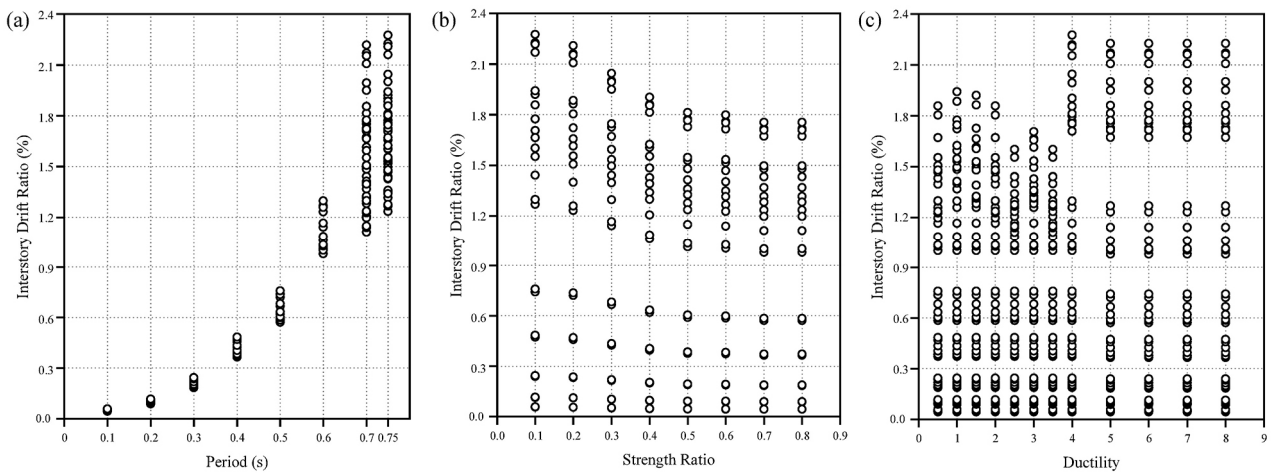 (a)
Interstory Drift Ratio (%)
2.4
2.1
1.8
1.5
1.2
0.9
0.6
0.3
0.0
0 0.1 0.2 0.3 0.4 0.5 0.6 0.7 0.75
Period (s)
(b)
Interstory Drift Ratio (%)
2.4
2.1
1.8
1.5
1.2
0.9
0.6
0.3
0.0
0.0 0.1 0.2 0.3 0.4 0.5 0.6 0.7 0.8 0.9
Strength Ratio
(c)
Interstory Drift Ratio (%)
2.4
2.1
1.8
1.5
1.2
0.9
0.6
0.3
0.0
0 1 2 3 4 5 6 7 8 9
Ductility